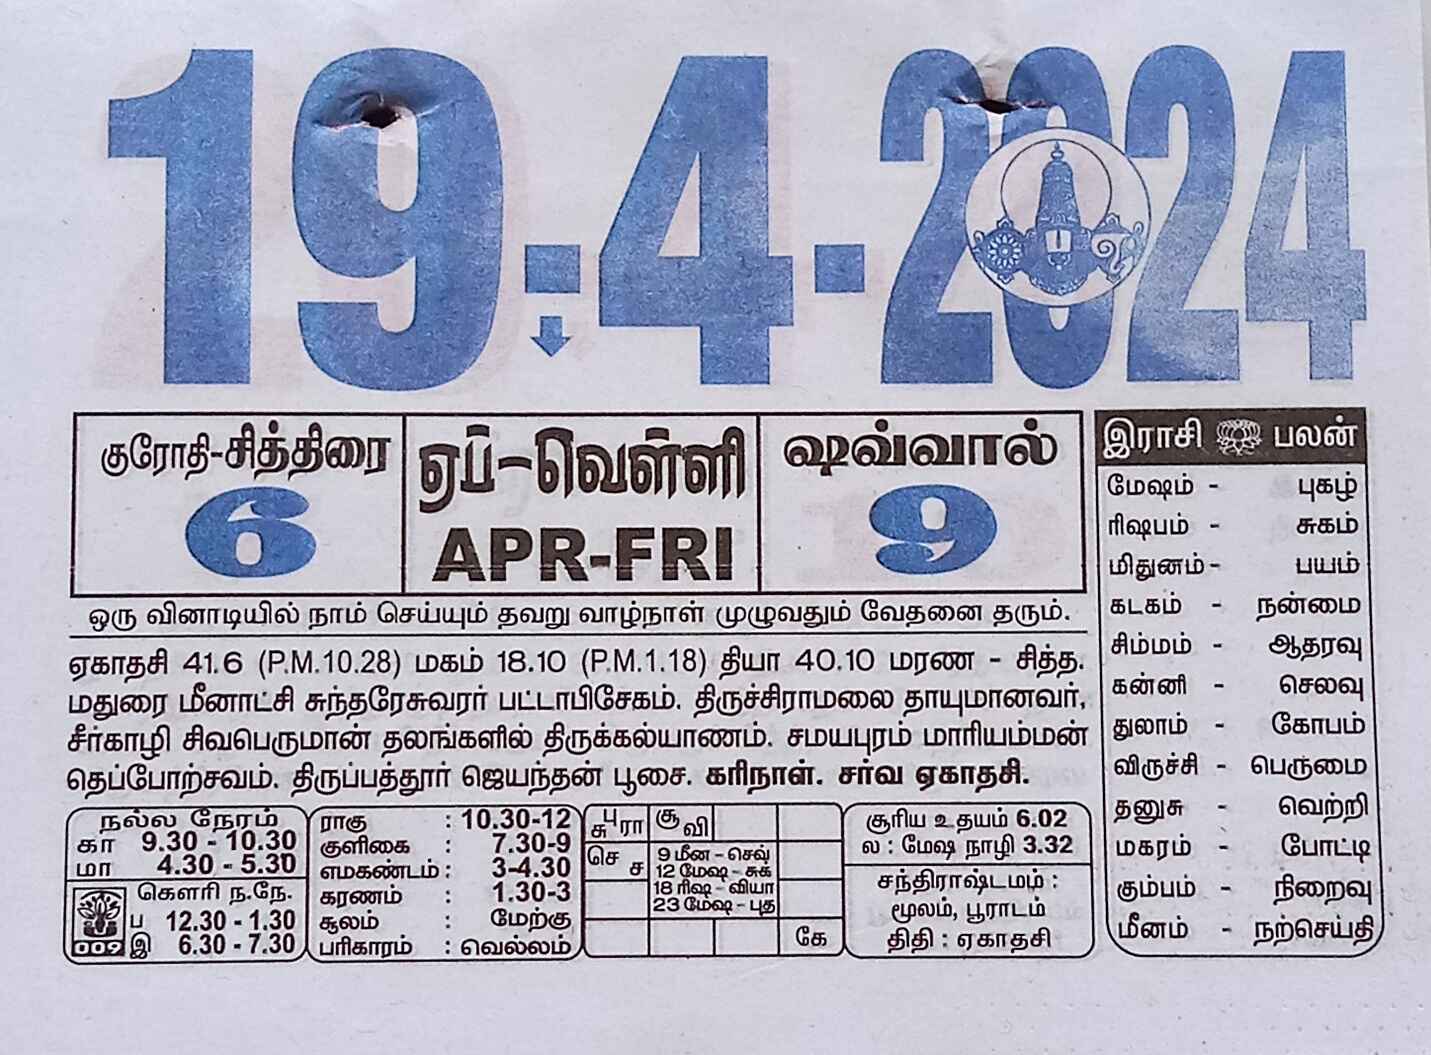 19-4-2024
குரோதி-சித்திரை
6
ஏப்-வெள்ளி
APR-FRI
ஷவ்வால்
9
ஒரு வினாடியில் நாம் செய்யும் தவறு வாழ்நாள் முழுவதும் வேதனை தரும்.
ஏகாதசி 41.6 (P.M.10.28) மகம் 18.10 (P.M.1.18) தியா 40.10 மரண - சித்த.
மதுரை மீனாட்சி சுந்தரேசுவரர் பட்டாபிசேகம். திருச்சிராமலை தாயுமானவர்,
சீர்காழி சிவபெருமான் தலங்களில் திருக்கல்யாணம். சமயபுரம் மாரியம்மன்
தெப்போற்சவம். திருப்பத்தூர் ஜெயந்தன் பூசை. கரிநாள். சர்வ ஏகாதசி.
நல்ல நேரம்
கா 9.30 - 10.30
மா 4.30 - 5.30
கௌரி ந.நே.
ப 12.30 - 1.30
இ 6.30 - 7.30
002
ராகு : 10.30-12
குளிகை : 7.30-9
எமகண்டம் : 3-4.30
கரணம் : 1.30-3
சூலம் : மேற்கு
பரிகாரம் : வெல்லம்
பு சு ரா
சூ வி
செ ச
9 மீன - செவ்
12 மேஷ - சுக்
18 ரிஷ - வியா
23 மேஷ - புத
கே
சூரிய உதயம் 6.02
ல : மேஷ நாழி 3.32
சந்திராஷ்டமம் :
மூலம், பூராடம்
திதி : ஏகாதசி
இராசி பலன்
மேஷம் - புகழ்
ரிஷபம் - சுகம்
மிதுனம் - பயம்
கடகம் - நன்மை
சிம்மம் - ஆதரவு
கன்னி - செலவு
துலாம் - கோபம்
விருச்சி - பெருமை
தனுசு - வெற்றி
மகரம் - போட்டி
கும்பம் - நிறைவு
மீனம் - நற்செய்தி